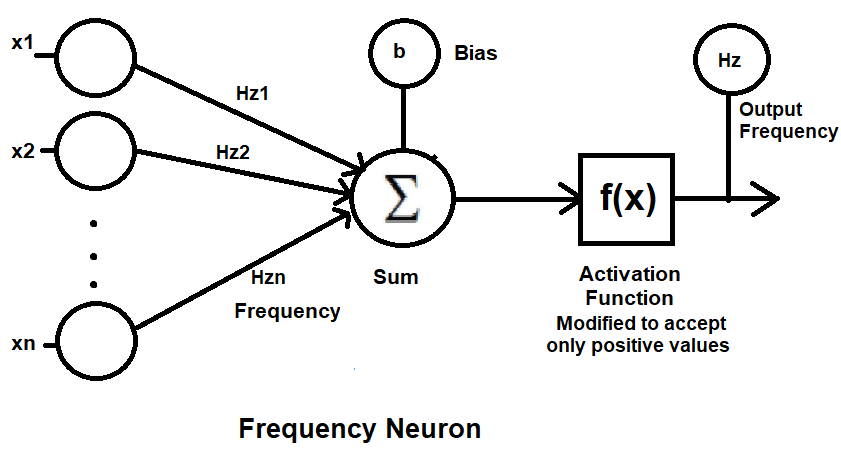 x1
Hz1
b
Bias
Hz
Output
Frequency
x2
Hz2
Σ
f(x)
Hzn
Frequency
Sum
Activation
Function
Modified to accept
only positive values
xn
Frequency Neuron